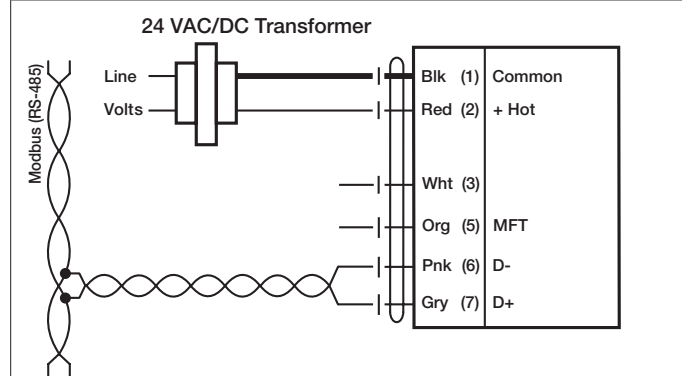 24 VAC/DC Transformer
Modbus (RS-485)
Line
Volts
Blk (1) Common
Red (2) + Hot
Wht (3)
Org (5) MFT
Pnk (6) D-
Gry (7) D+